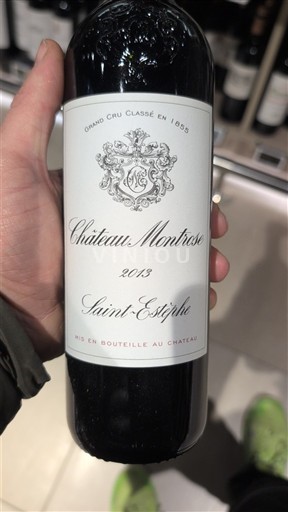 GRAND CRU CLASSÉ EN 1855
Château Montrose
VINIOU
2013
Saint-Estèphe
MIS EN BOUTEILLE AU CHATEAU